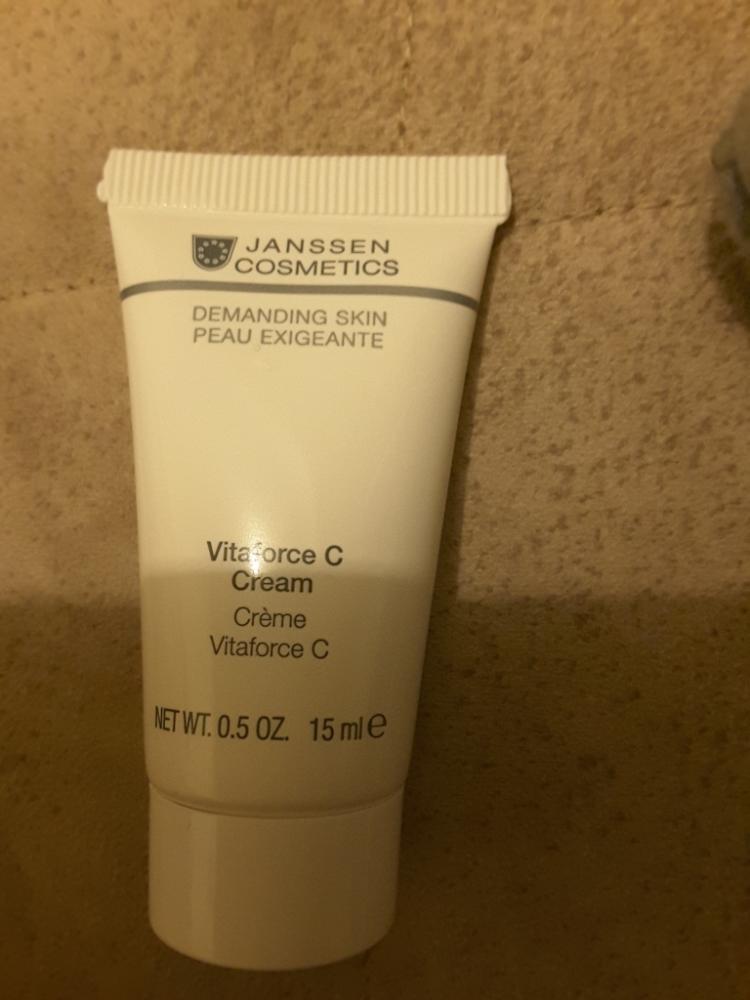 JANSSEN
COSMETICS
DEMANDING SKIN
PEAU EXIGEANTE
Vitaforce C
Cream
Crème
Vitaforce C
NET WT. 0.5 OZ. 15 ml e